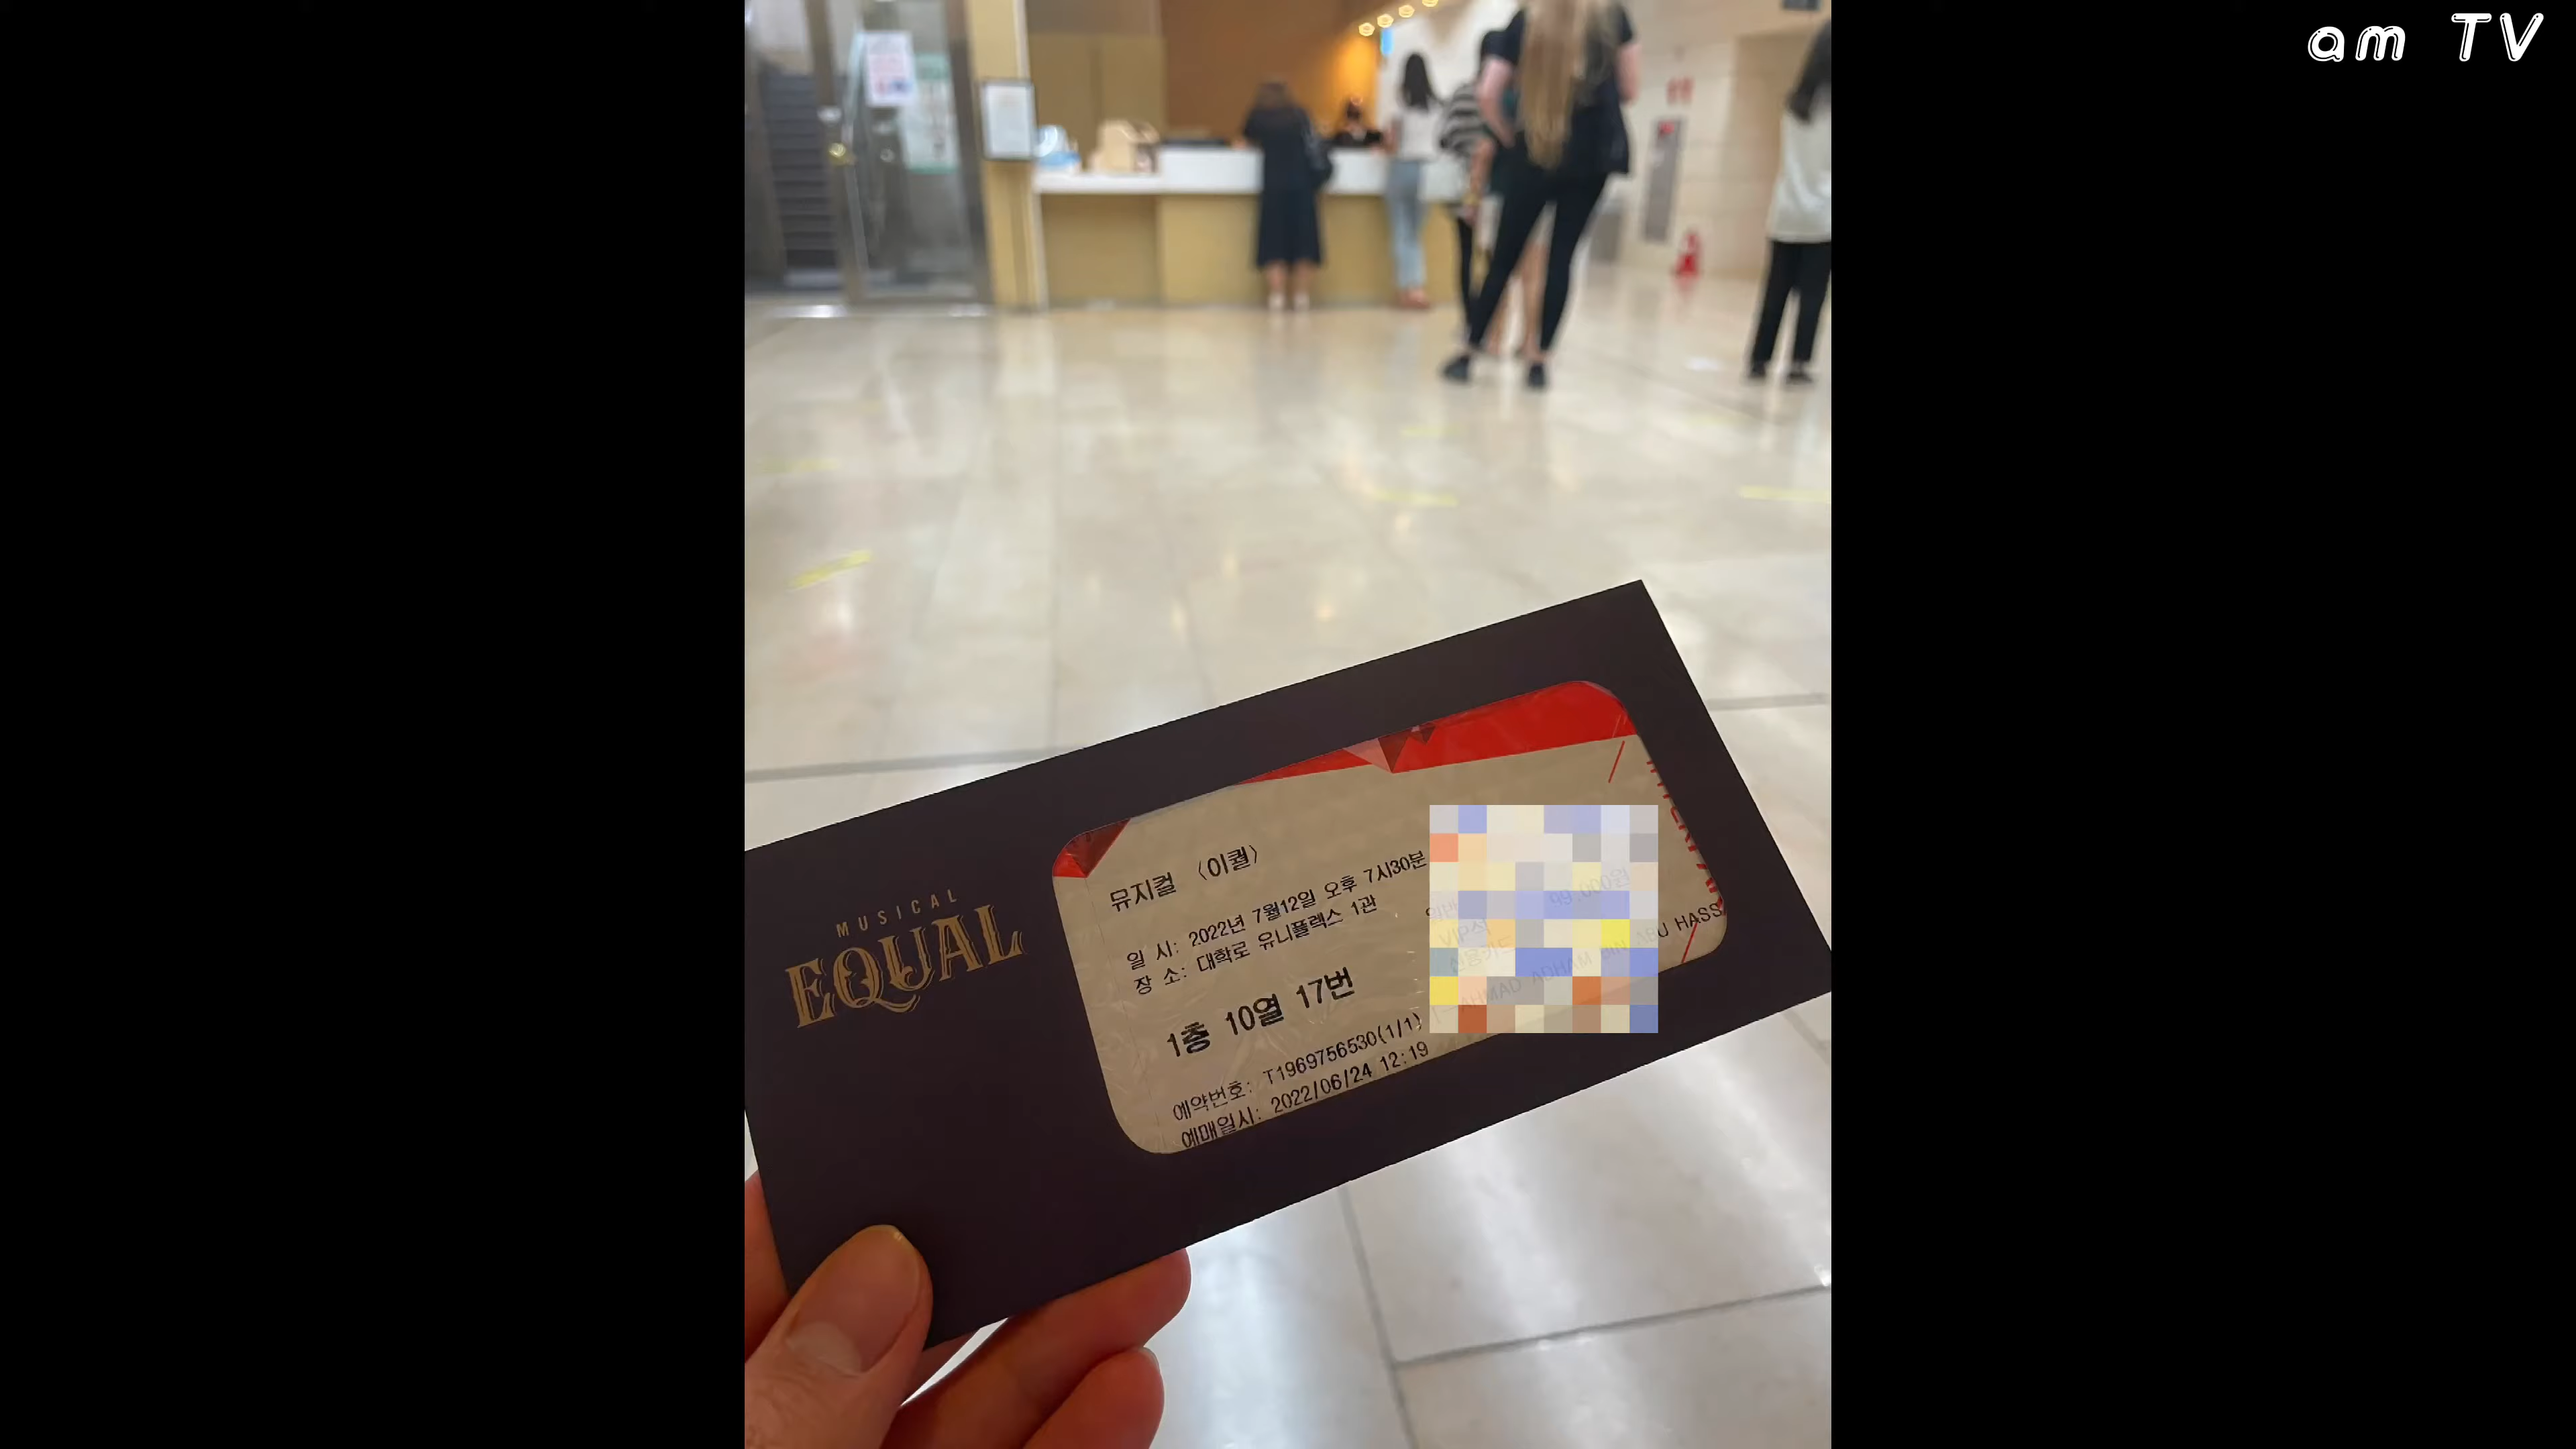 am TV
MUSICAL
EQUAL
뮤지컬 〈이퀄〉
일 시: 2022년 7월12일 오후 7시30분
장 소: 대학로 유니플렉스 1관
1층 10열 17번
예약번호: T1969756530(1/1)
예매일시: 2022/06/24 12:19